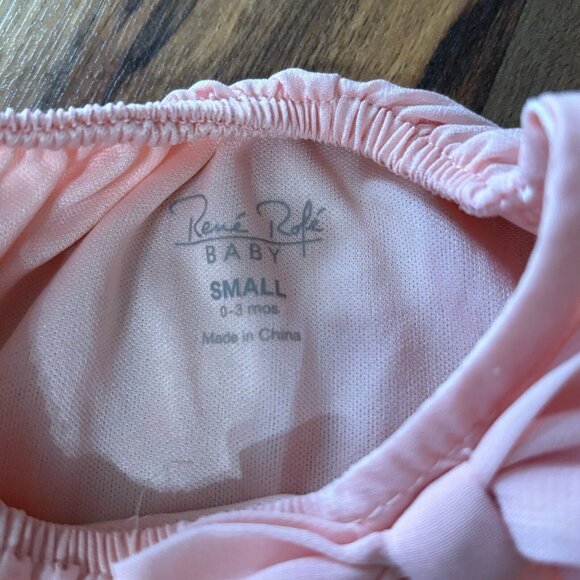 René Rofé
BABY
SMALL
0-3 mos
Made in China